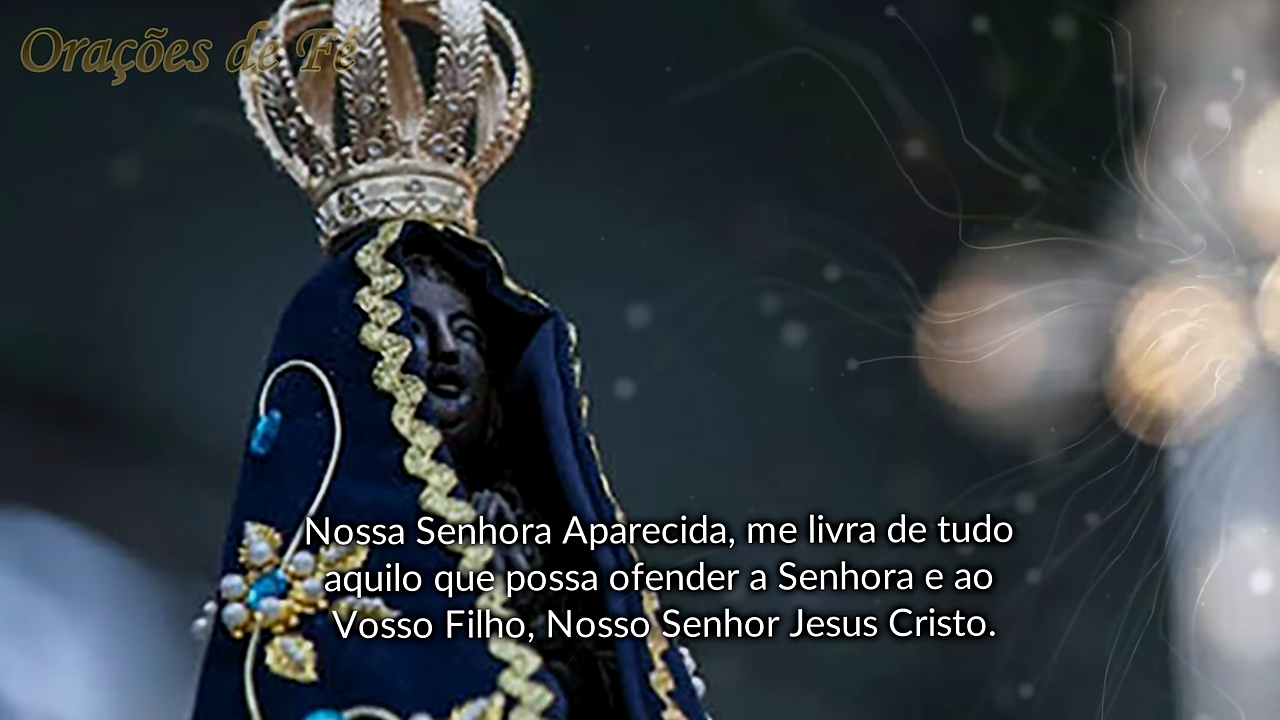 Orações de Fé
Nossa Senhora Aparecida, me livra de tudo
aquilo que possa ofender a Senhora e ao
Vosso Filho, Nosso Senhor Jesus Cristo.